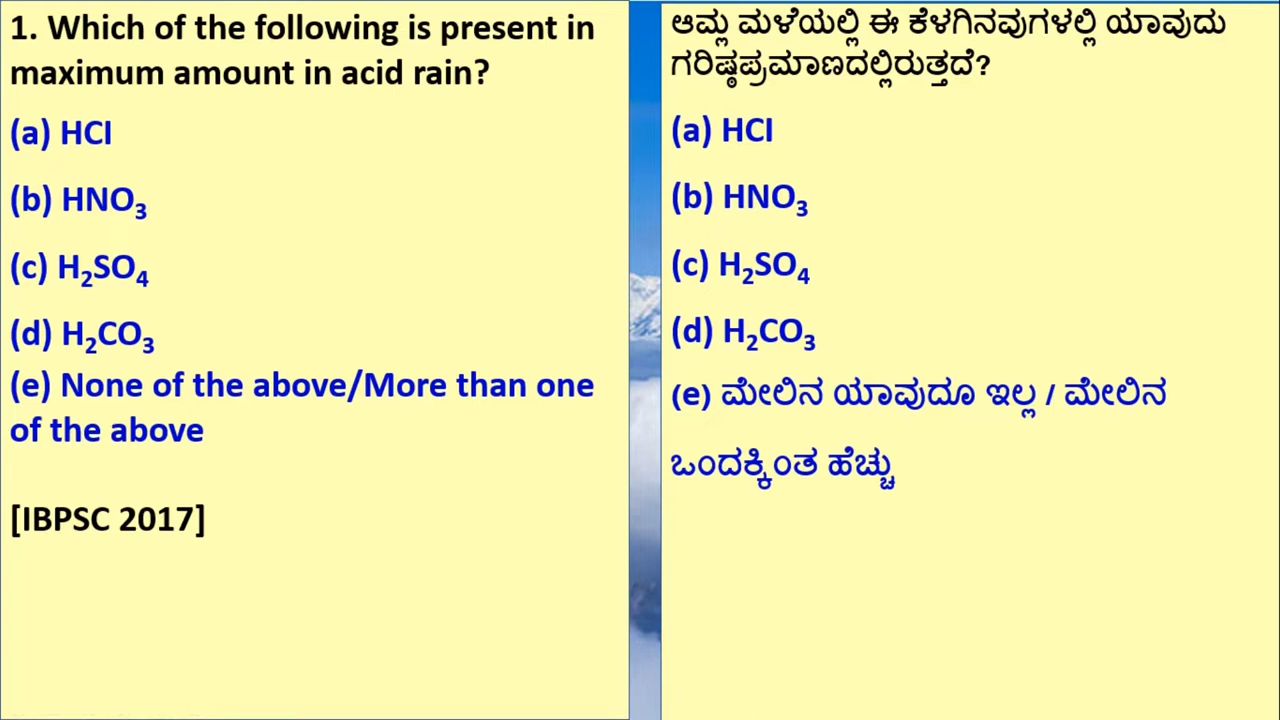 1. Which of the following is present in
maximum amount in acid rain?
(a) HCl
(b) HNO₃
(c) H₂SO₄
(d) H₂CO₃
(e) None of the above/More than one
of the above
[IBPSC 2017]
ಆಮ್ಲ ಮಳೆಯಲ್ಲಿ ಈ ಕೆಳಗಿನವುಗಳಲ್ಲಿ ಯಾವುದು
ಗರಿಷ್ಠಪ್ರಮಾಣದಲ್ಲಿರುತ್ತದೆ?
(a) HCl
(b) HNO₃
(c) H₂SO₄
(d) H₂CO₃
(e) ಮೇಲಿನ ಯಾವುದೂ ಇಲ್ಲ / ಮೇಲಿನ
ಒಂದಕ್ಕಿಂತ ಹೆಚ್ಚು